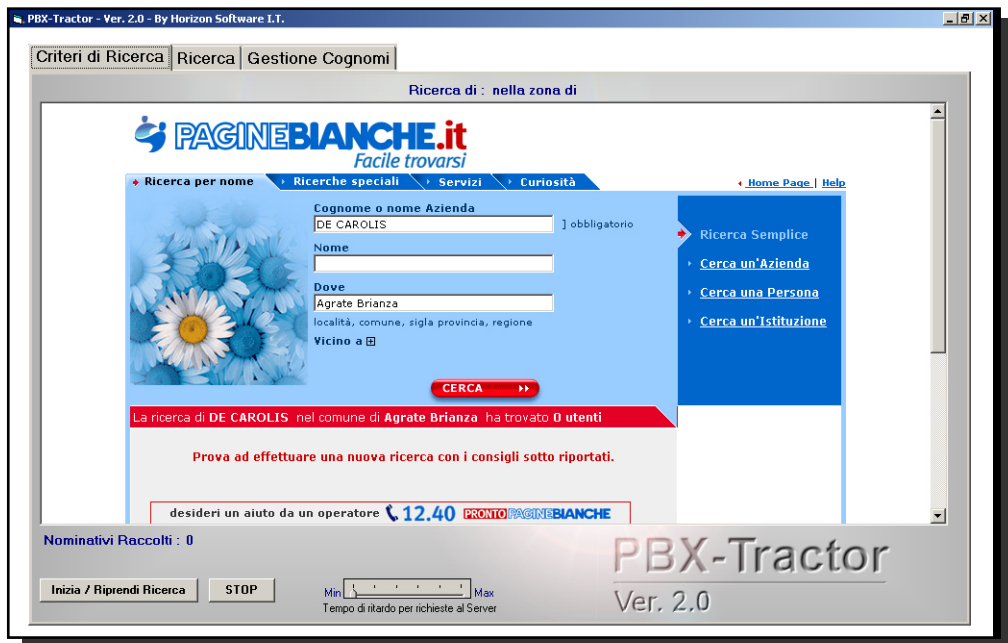 PBX-Tractor - Ver. 2.0 - By Horizon Software I.T.
Criteri di Ricerca Ricerca Gestione Cognomi
Ricerca di : nella zona di
PAGINEBIANCHE.it
Facile trovarsi
Ricerca per nome Ricerche speciali Servizi Curiosità Home Page | Help
Cognome o nome Azienda
DE CAROLIS ] obbligatorio
Nome
Dove
Agrate Brianza
località, comune, sigla provincia, regione
Vicino a
CERCA
Ricerca Semplice
Cerca un'Azienda
Cerca una Persona
Cerca un'Istituzione
La ricerca di DE CAROLIS nel comune di Agrate Brianza ha trovato 0 utenti
Prova ad effettuare una nuova ricerca con i consigli sotto riportati.
desideri un aiuto da un operatore 12.40 PRONTO PAGINEBIANCHE
Nominativi Raccolti : 0
Inizia / Riprendi Ricerca STOP
Min Max
Tempo di ritardo per richieste al Server
PBX-Tractor
Ver. 2.0